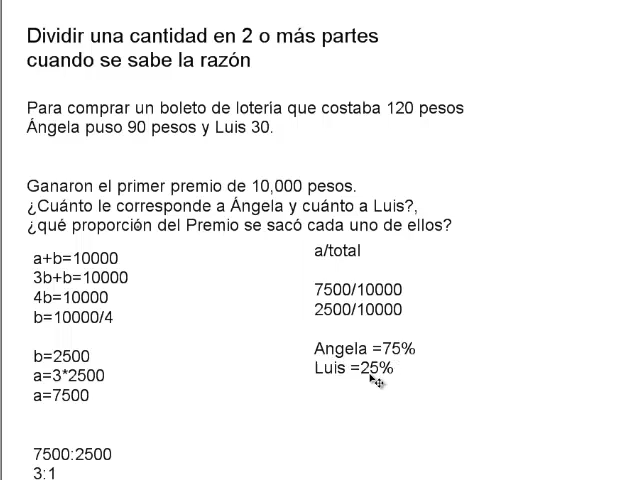 Dividir una cantidad en 2 o más partes
cuando se sabe la razón
Para comprar un boleto de lotería que costaba 120 pesos
Ángela puso 90 pesos y Luis 30.
Ganaron el primer premio de 10,000 pesos.
¿Cuánto le corresponde a Ángela y cuánto a Luis?,
¿qué proporción del Premio se sacó cada uno de ellos?
a+b=10000
3b+b=10000
4b=10000
b=10000/4
b=2500
a=3*2500
a=7500
7500:2500
3:1
a/total
7500/10000
2500/10000
Angela =75%
Luis =25%